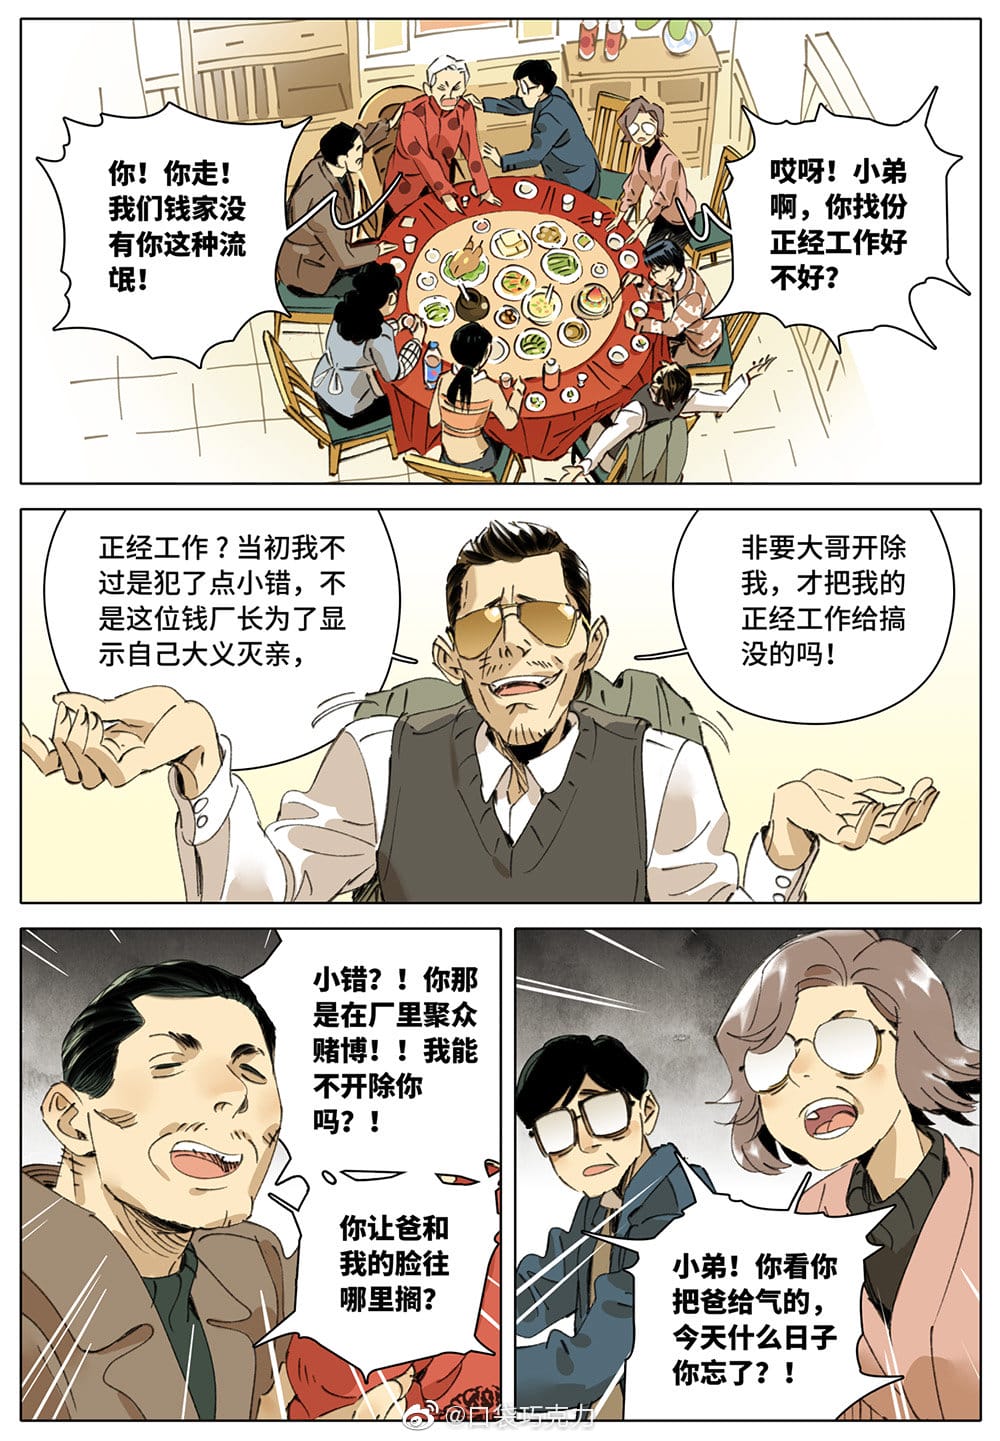 你！你走！
我们钱家没
有你这种流
氓！
哎呀！小弟
啊，你找份
正经工作好
不好？
正经工作？当初我不
过是犯了点小错，不
是这位钱厂长为了显
示自己大义灭亲，
非要大哥开除
我，才把我的
正经工作给搞
没的吗！
小错？！你那
是在厂里聚众
赌博！！我能
不开除你
吗？！
你让爸和
我的脸往
哪里搁？
小弟！你看你
把爸给气的，
今天什么日子
你忘了？！
@口袋巧克力